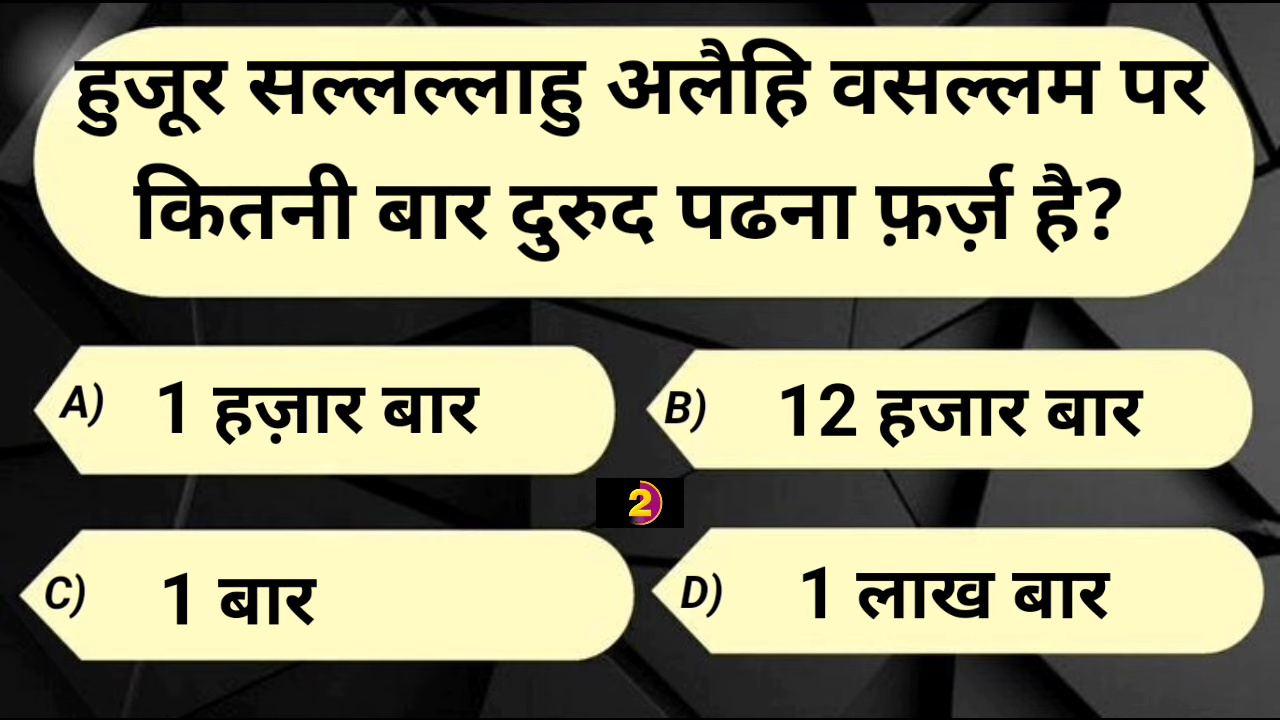 हुजूर सल्लल्लाहु अलैहि वसल्लम पर
कितनी बार दुरुद पढना फ़र्ज़ है?
A) 1 हज़ार बार
B) 12 हजार बार
2
C) 1 बार
D) 1 लाख बार